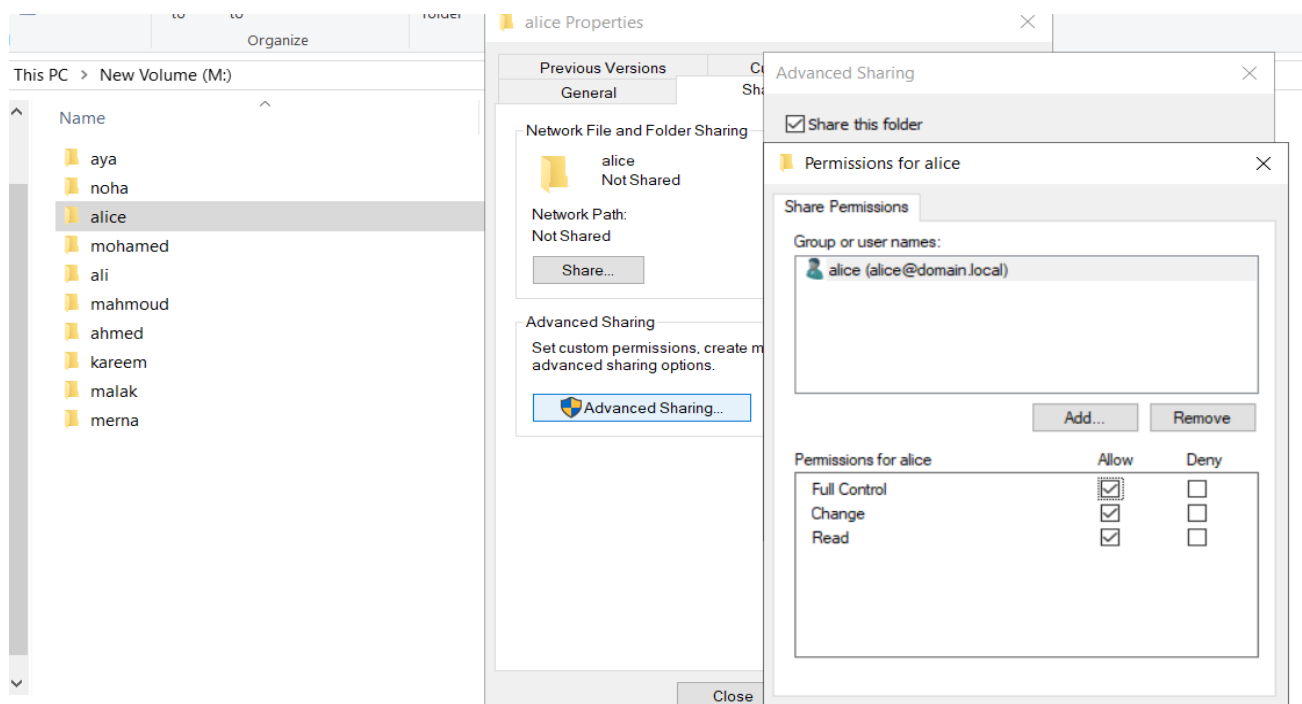 Organize
This PC > New Volume (M:)
Name
aya
noha
alice
mohamed
ali
mahmoud
ahmed
kareem
malak
merna
alice Properties
Previous Versions
General
Network File and Folder Sharing
alice
Not Shared
Network Path:
Not Shared
Share...
Advanced Sharing
Set custom permissions, create m
advanced sharing options.
Advanced Sharing...
Close
Advanced Sharing
Share this folder
Permissions for alice
Share Permissions
Group or user names:
alice (alice@domain.local)
Add... Remove
Permissions for alice Allow Deny
Full Control
Change
Read